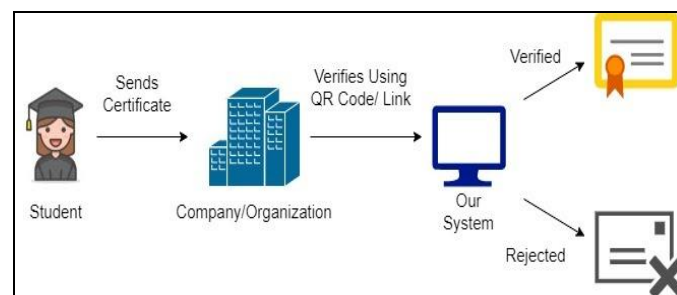 Sends
Certificate
Verifies Using
QR Code/ Link
Verified
Student
Company/Organization
Our
System
Rejected